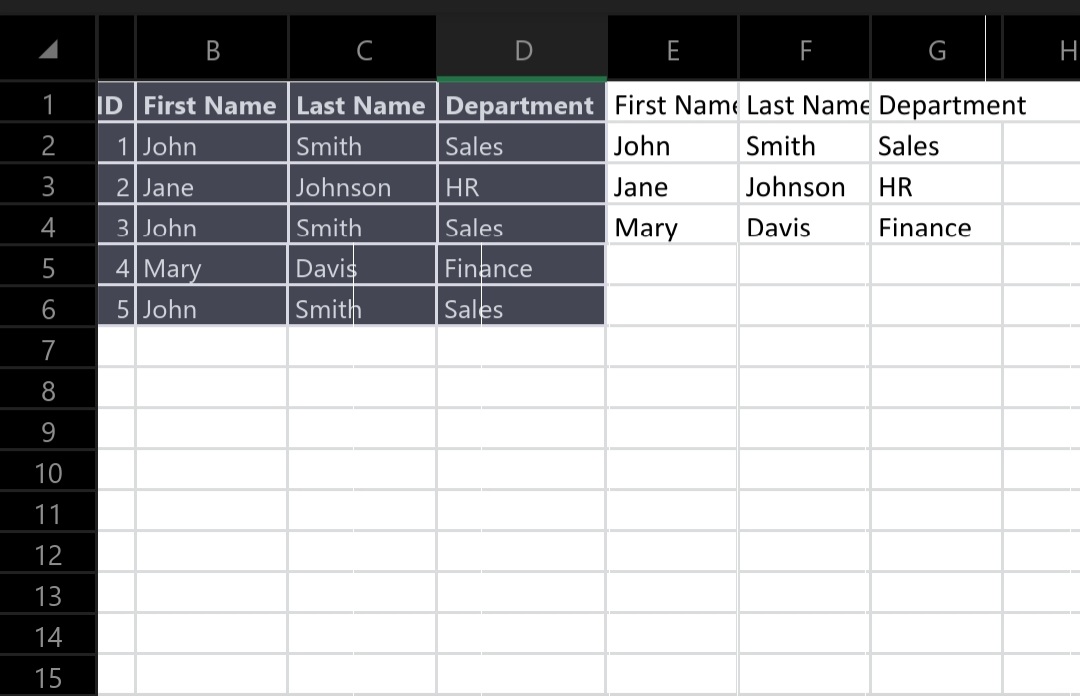 B C D E F G H
1 ID First Name Last Name Department First Name Last Name Department
2 1 John Smith Sales John Smith Sales
3 2 Jane Johnson HR Jane Johnson HR
4 3 John Smith Sales Mary Davis Finance
5 4 Mary Davis Finance
6 5 John Smith Sales
7
8
9
10
11
12
13
14
15